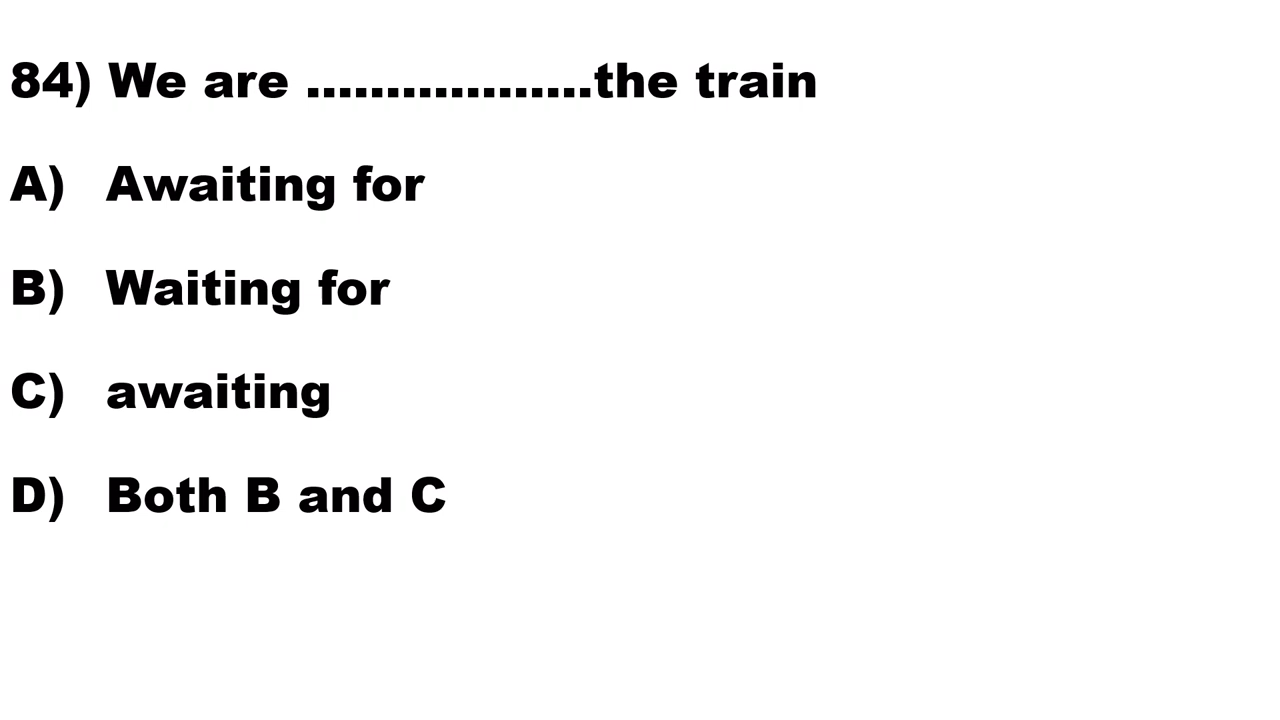 84) We are ..................the train
A) Awaiting for
B) Waiting for
C) awaiting
D) Both B and C